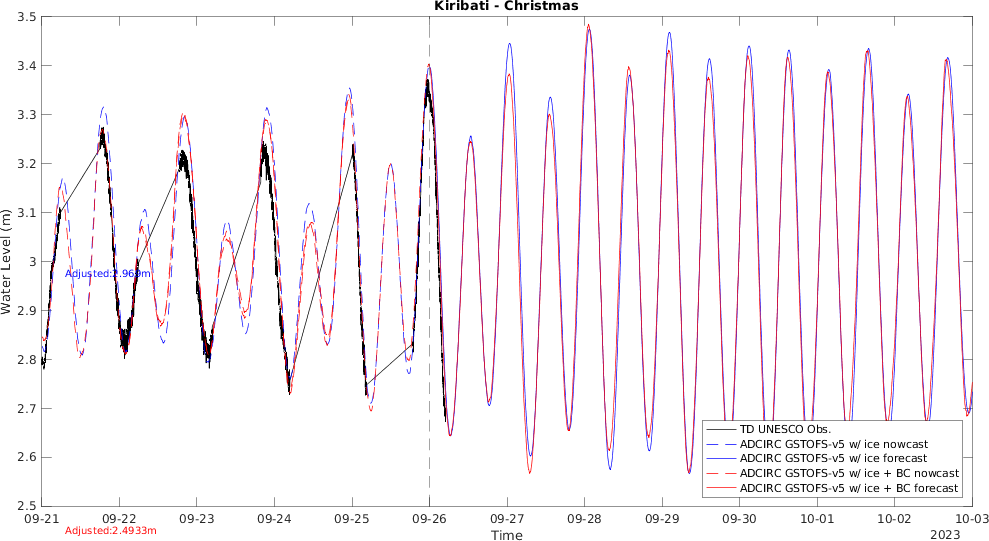 Kiribati - Christmas
3.5
3.4
3.3
3.2
3.1
3
2.9
2.8
2.7
2.6
2.5
Water Level (m)
Adjusted:2.969m
TD UNESCO Obs.
ADCIRC GSTOFS-v5 w/ ice nowcast
ADCIRC GSTOFS-v5 w/ ice forecast
ADCIRC GSTOFS-v5 w/ ice + BC nowcast
ADCIRC GSTOFS-v5 w/ ice + BC forecast
09-21 09-22 09-23 09-24 09-25 09-26 09-27 09-28 09-29 09-30 10-01 10-02 10-03
Adjusted:2.4933m
Time
2023